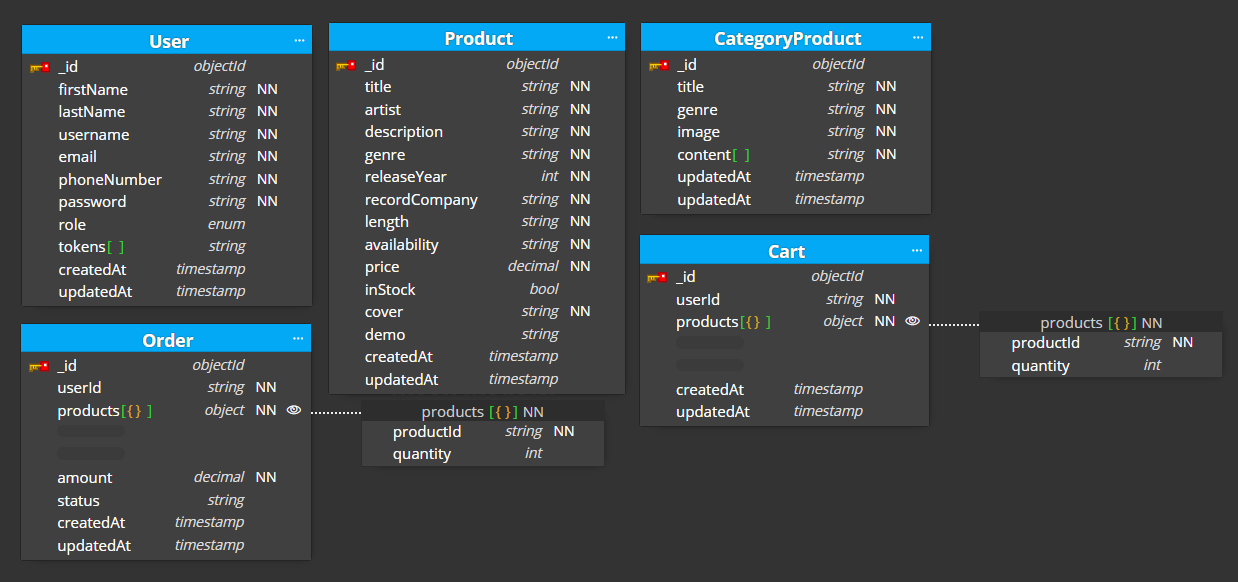 User ...
_id objectId
firstName string NN
lastName string NN
username string NN
email string NN
phoneNumber string NN
password string NN
role enum
tokens[ ] string
createdAt timestamp
updatedAt timestamp
Product ...
_id objectId
title string NN
artist string NN
description string NN
genre string NN
releaseYear int NN
recordCompany string NN
length string NN
availability string NN
price decimal NN
inStock bool
cover string NN
demo string
createdAt timestamp
updatedAt timestamp
CategoryProduct ...
_id objectId
title string NN
genre string NN
image string NN
content[ ] string NN
updatedAt timestamp
updatedAt timestamp
Cart ...
_id objectId
userId string NN
products[{} ] object NN
createdAt timestamp
updatedAt timestamp
products [{}] NN
productId string NN
quantity int
Order ...
_id objectId
userId string NN
products[{} ] object NN
amount decimal NN
status string
createdAt timestamp
updatedAt timestamp
products [{}] NN
productId string NN
quantity int